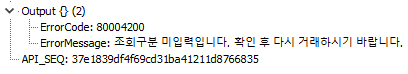 Output {} (2)
ErrorCode: 80004200
ErrorMessage: 조회구분 미입력입니다. 확인 후 다시 거래하시기 바랍니다.
API_SEQ: 37e1839df4f69cd31ba41211d8766835